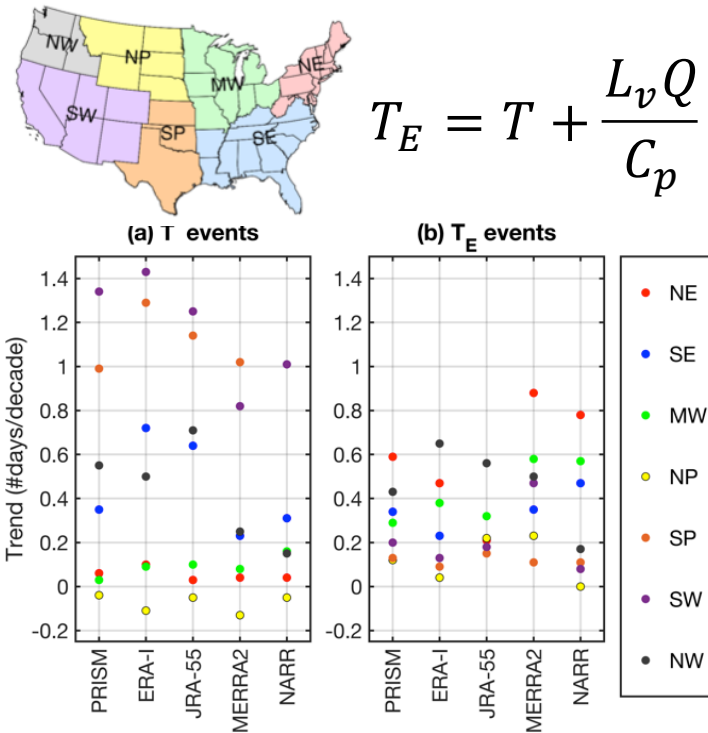 NW
NP
NE
MW
SW
SP
SE
T_E = T + \frac{L_v Q}{C_p}
(a) T events
(b) T_E events
Trend (#days/decade)
1.4
1.2
1
0.8
0.6
0.4
0.2
0
-0.2
PRISM
ERA-I
JRA-55
MERRA2
NARR
1.4
1.2
1
0.8
0.6
0.4
0.2
0
-0.2
PRISM
ERA-I
JRA-55
MERRA2
NARR
NE
SE
MW
NP
SP
SW
NW